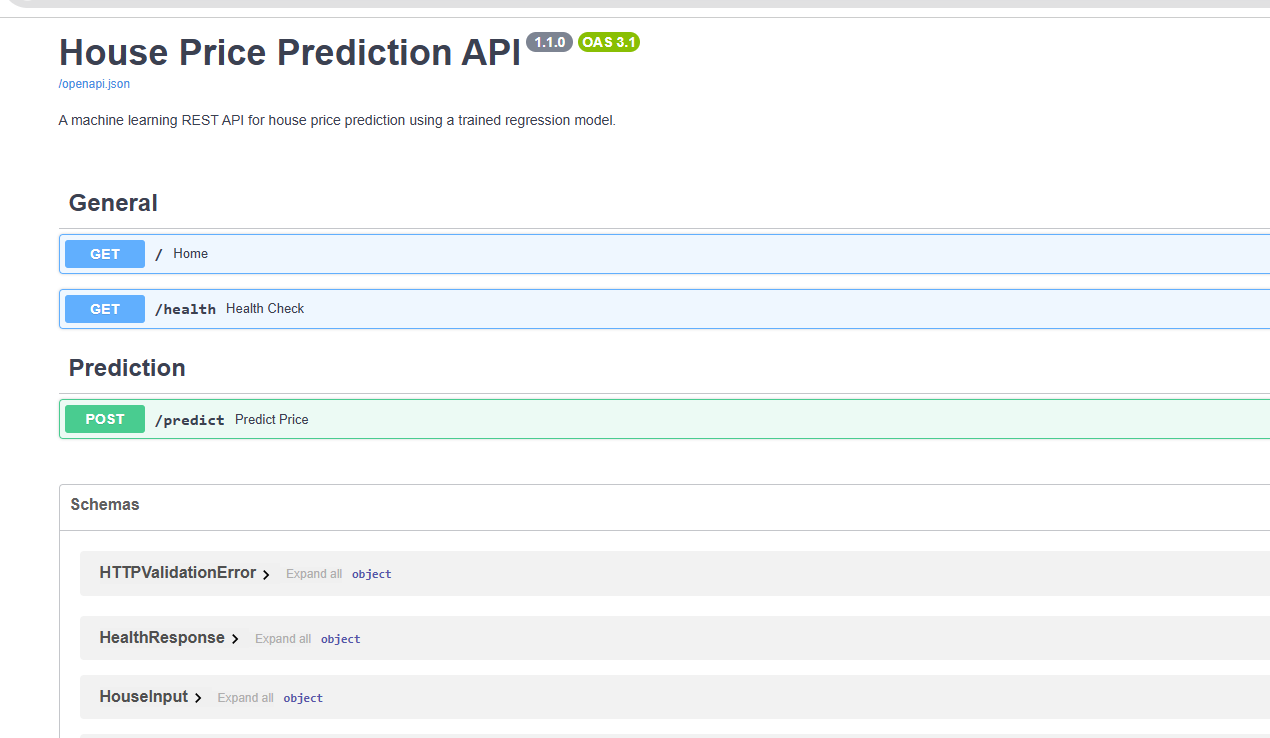 House Price Prediction API 1.1.0 OAS 3.1
/openapi.json
A machine learning REST API for house price prediction using a trained regression model.
General
GET / Home
GET /health Health Check
Prediction
POST /predict Predict Price
Schemas
HTTPValidationError Expand all object
HealthResponse Expand all object
HouseInput Expand all object